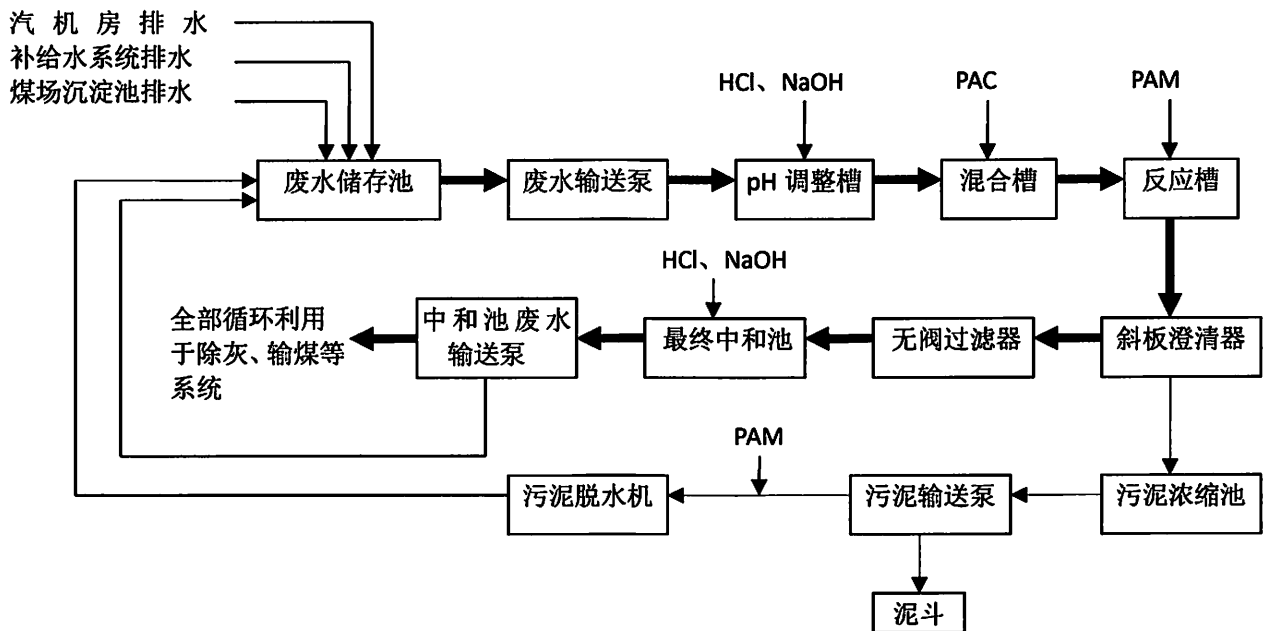 汽机房排水
补给水系统排水
煤场沉淀池排水
HCl、NaOH
PAC
PAM
废水储存池
废水输送泵
pH 调整槽
混合槽
反应槽
HCl、NaOH
全部循环利用
于除灰、输煤等
系统
中和池废水
输送泵
最终中和池
无阀过滤器
斜板澄清器
PAM
污泥脱水机
污泥输送泵
污泥浓缩池
泥斗